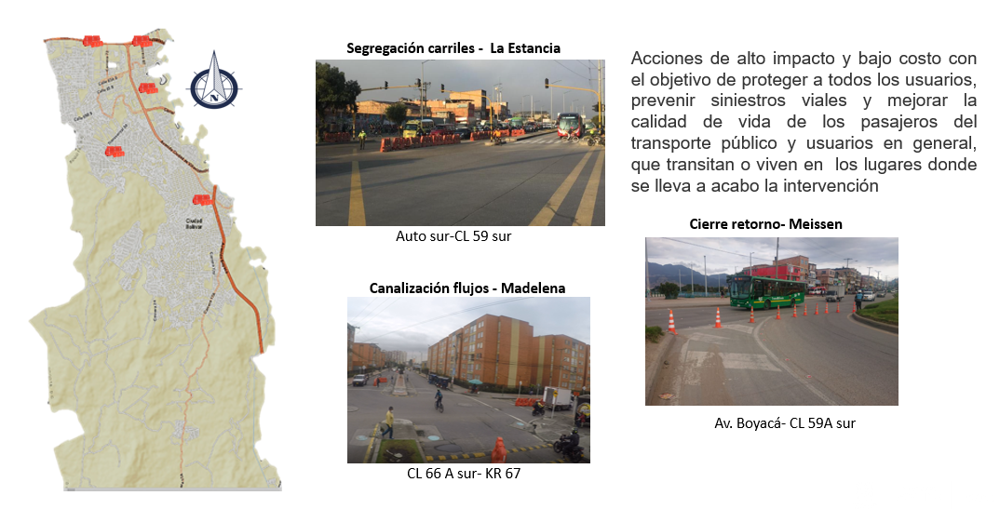 Segregación carriles - La Estancia
Auto sur-CL 59 sur
Canalización flujos - Madelena
CL 66 A sur- KR 67
Acciones de alto impacto y bajo costo con
el objetivo de proteger a todos los usuarios,
prevenir siniestros viales y mejorar la
calidad de vida de los pasajeros del
transporte público y usuarios en general,
que transitan o viven en los lugares donde
se lleva a acabo la intervención
Cierre retorno- Meissen
Av. Boyacá- CL 59A sur
N
Ciudad
Bolívar